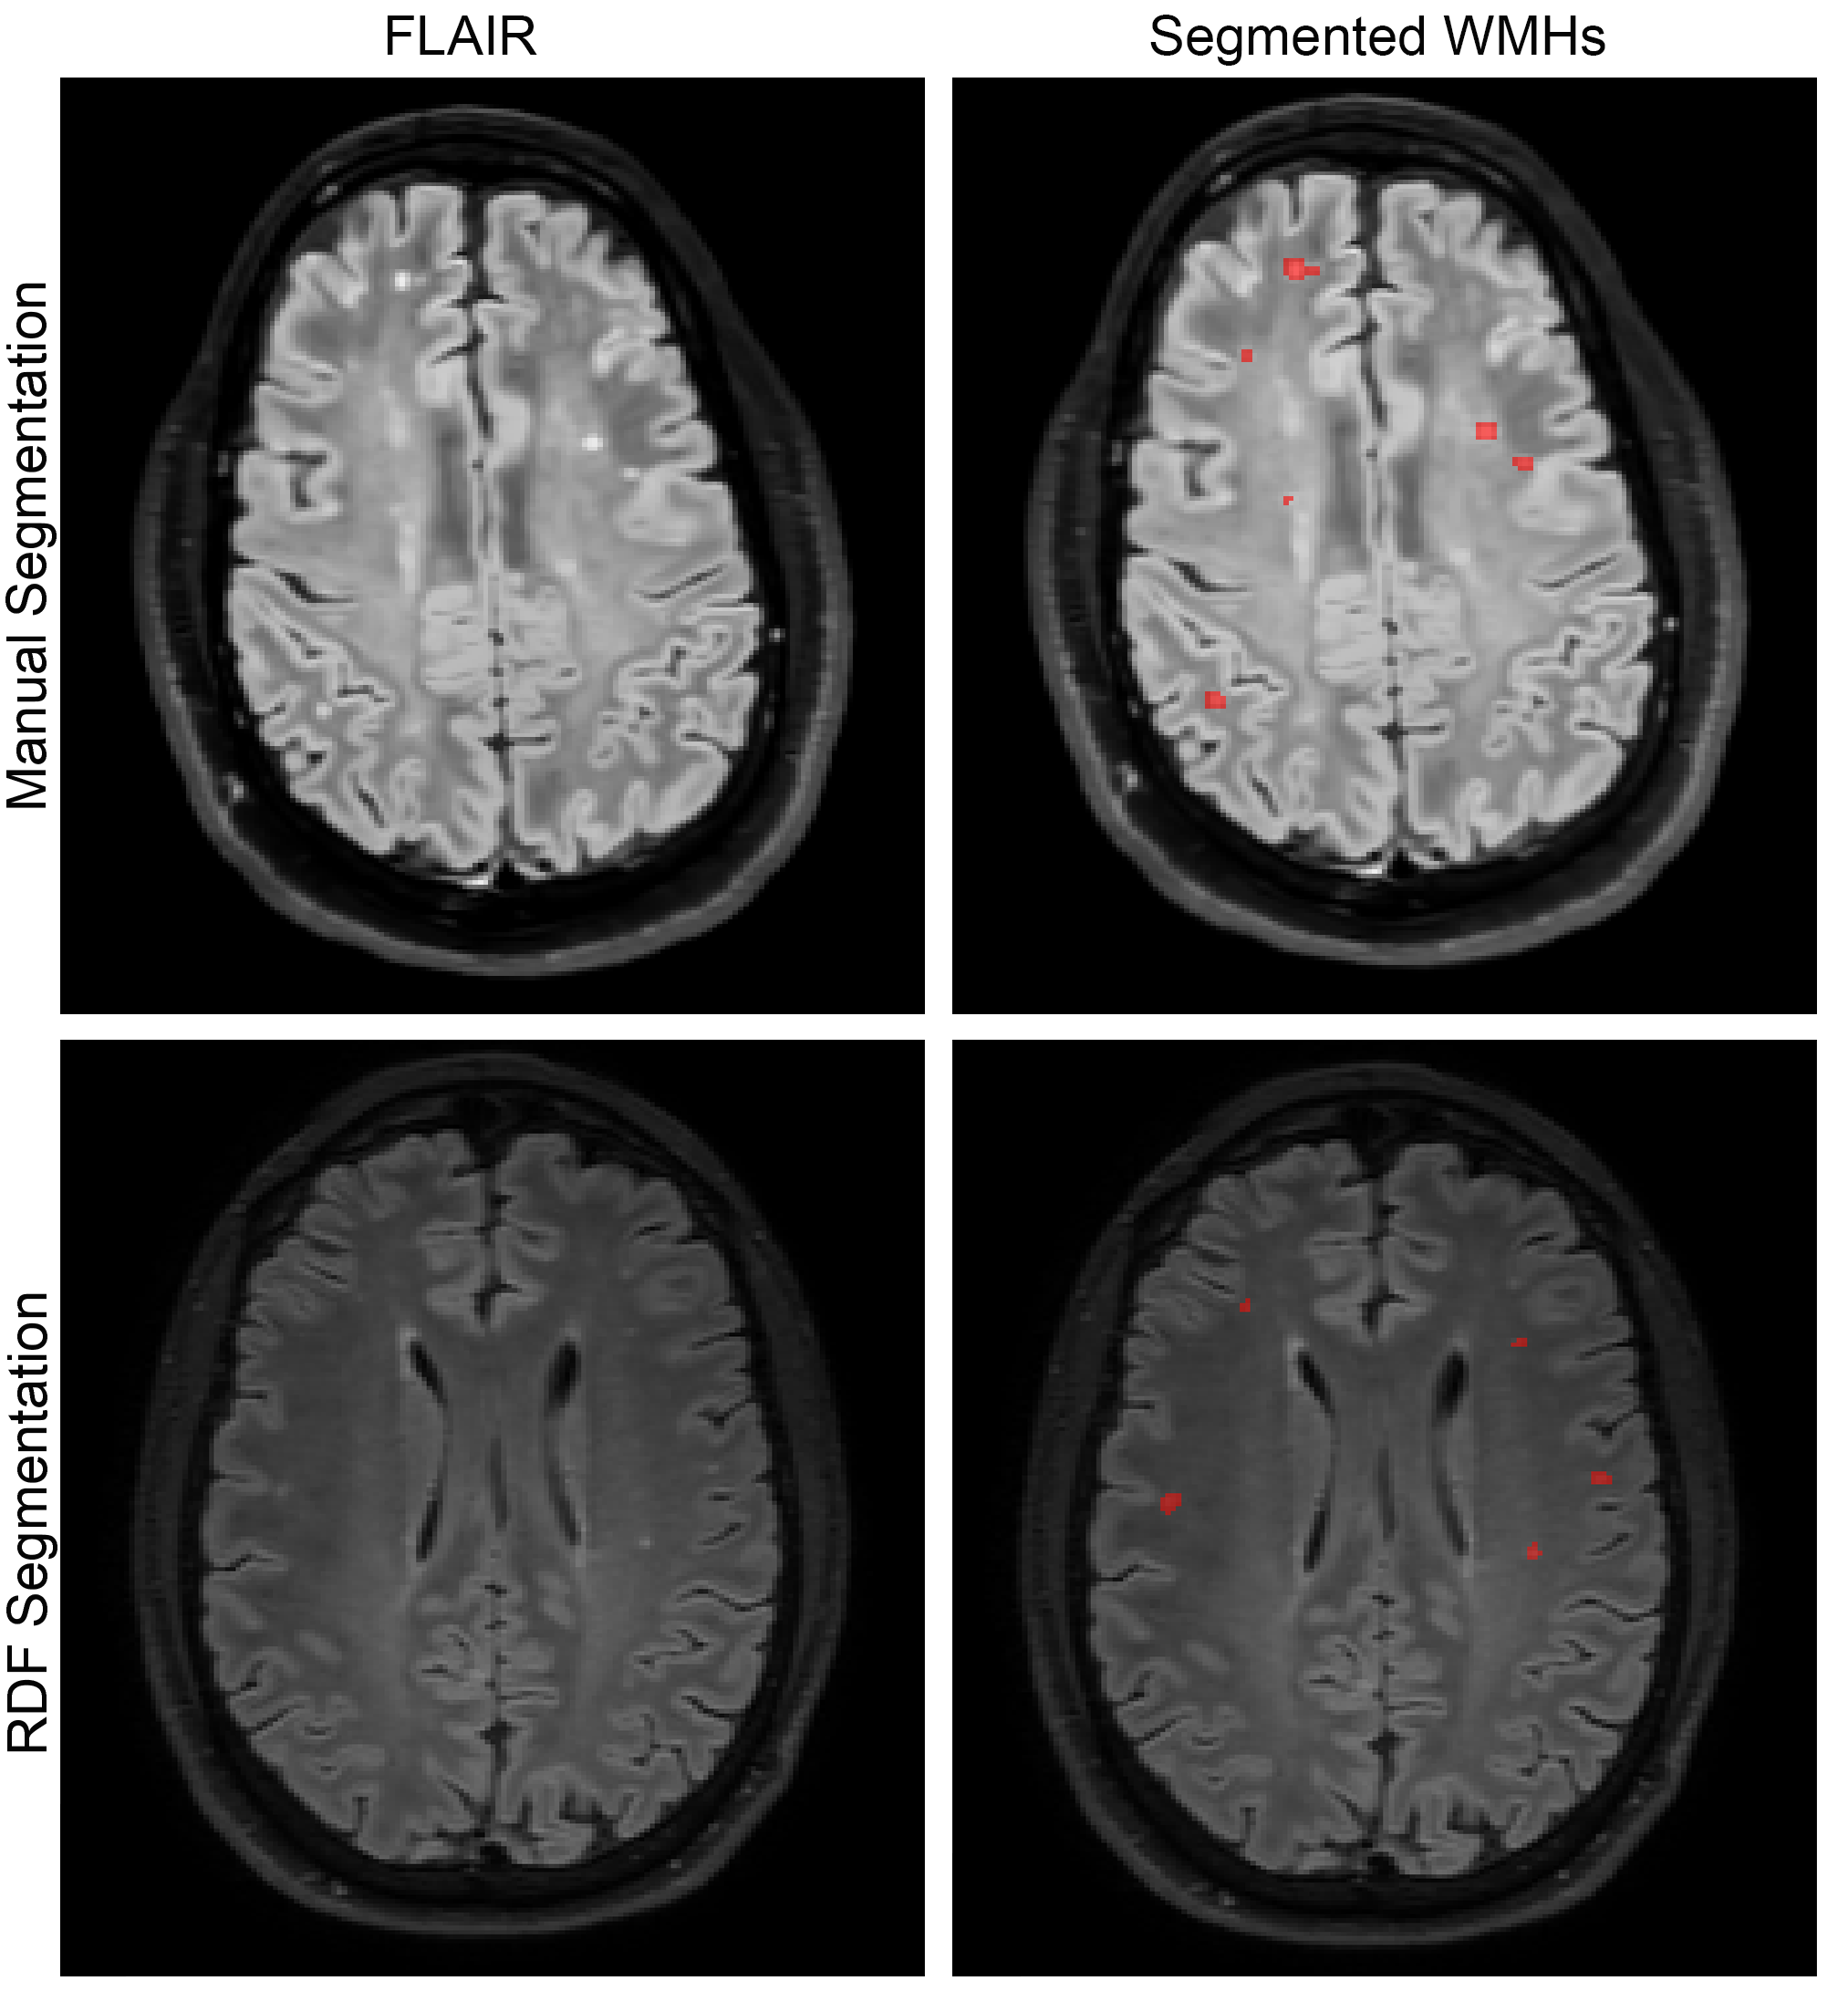 FLAIR
Segmented WMHs
Manual Segmentation
RDF Segmentation